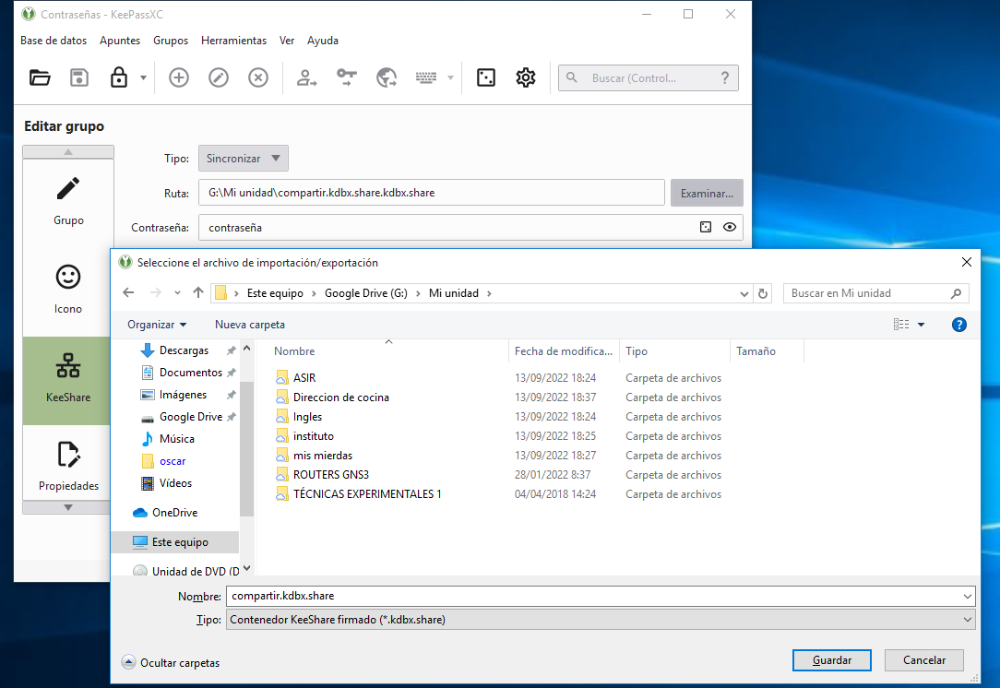 Contraseñas - KeePassXC
Base de datos Apuntes Grupos Herramientas Ver Ayuda
Buscar (Control... ?
Editar grupo
Tipo: Sincronizar
Ruta: G:\Mi unidad\compartir.kdbx.share.kdbx.share Examinar...
Contraseña: contraseña
Grupo
Icono
KeeShare
Propiedades
Seleccione el archivo de importación/exportación
Este equipo > Google Drive (G:) > Mi unidad >
Buscar en Mi unidad
Organizar Nueva carpeta ?
Descargas
Documentos
Imágenes
Google Drive
Música
oscar
Vídeos
OneDrive
Este equipo
Unidad de DVD (D
Nombre Fecha de modifica... Tipo Tamaño
ASIR 13/09/2022 18:24 Carpeta de archivos
Direccion de cocina 13/09/2022 18:37 Carpeta de archivos
Ingles 13/09/2022 18:24 Carpeta de archivos
instituto 13/09/2022 18:25 Carpeta de archivos
mis mierdas 13/09/2022 18:27 Carpeta de archivos
ROUTERS GNS3 28/01/2022 8:37 Carpeta de archivos
TÉCNICAS EXPERIMENTALES 1 04/04/2018 14:24 Carpeta de archivos
Nombre: compartir.kdbx.share
Tipo: Contenedor KeeShare firmado (*.kdbx.share)
Ocultar carpetas Guardar Cancelar